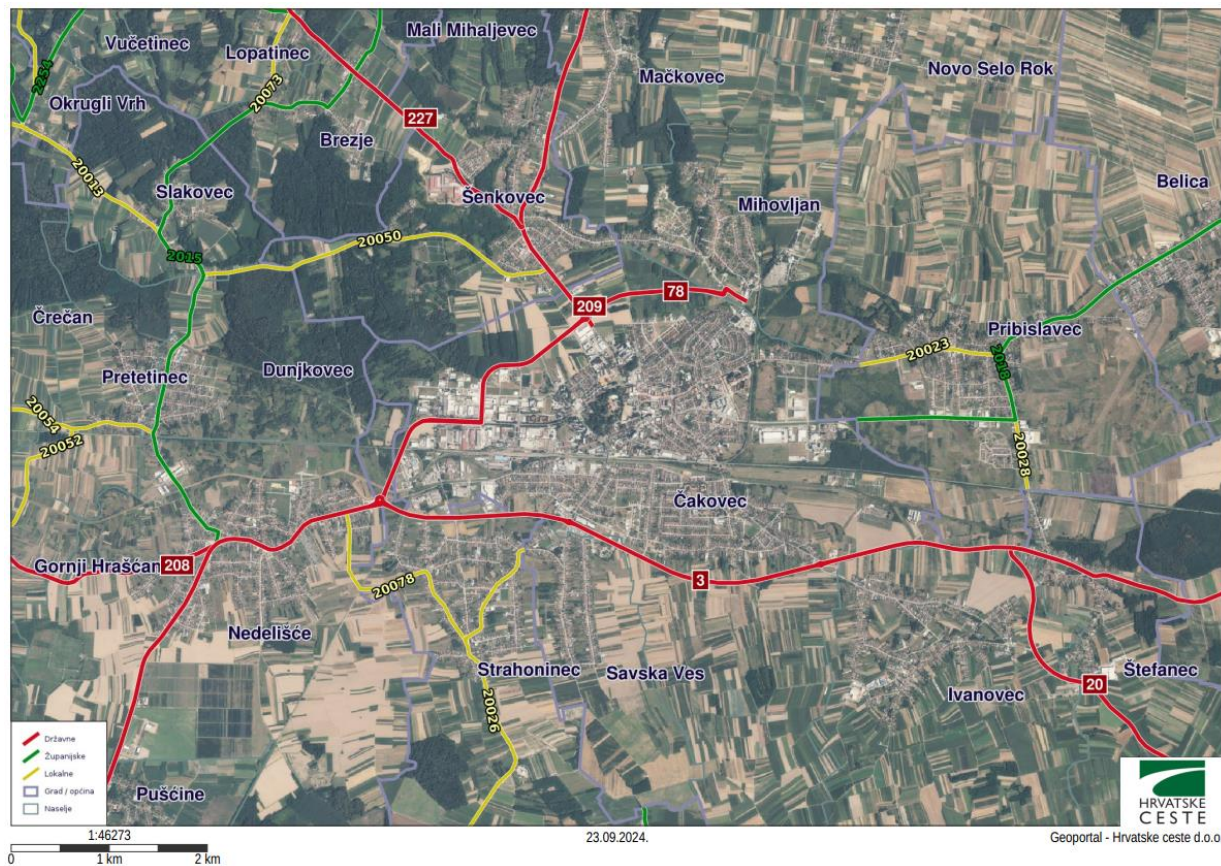 Mali Mihaljevec
Vučetinec
Lopatinec
Mačkovec
Novo Selo Rok
2254
20073
Okrugli Vrh
227
Brezje
20013
Slakovec
Šenkovec
Belica
Mihovljan
20050
2015
78
209
Črečan
Pribislavec
20023
2018
Pretetinec
Dunjkovec
20054
20052
20028
Čakovec
Gornji Hrašćan
208
3
20078
Nedelišće
Strahoninec
Savska Ves
Ivanovec
Štefanec
20
20026
Pušćine
Državne
Županijske
Lokalne
Grad / općina
Naselje
HRVATSKE
CESTE
1:46273
23.09.2024.
Geoportal - Hrvatske ceste d.o.o
0 1 km 2 km